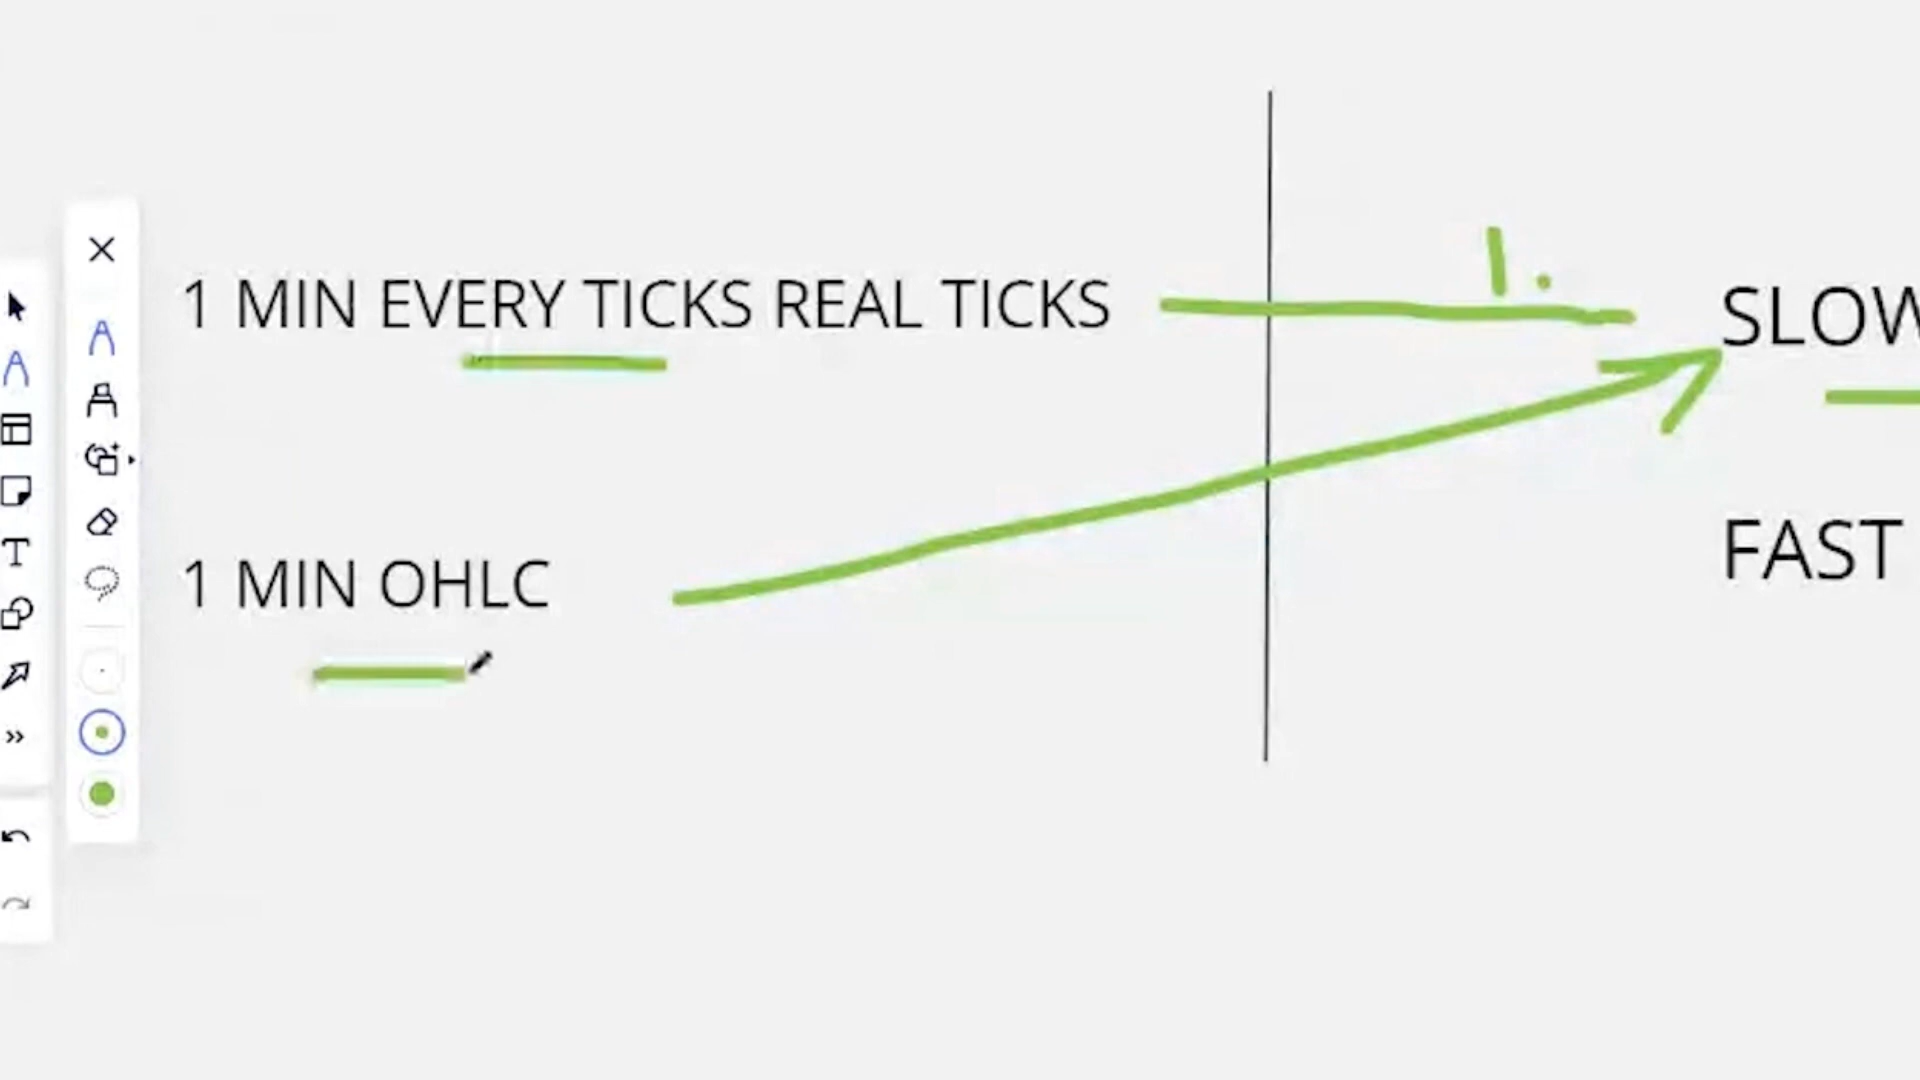 1 MIN EVERY TICKS REAL TICKS
1.
SLOW
1 MIN OHLC
FAST